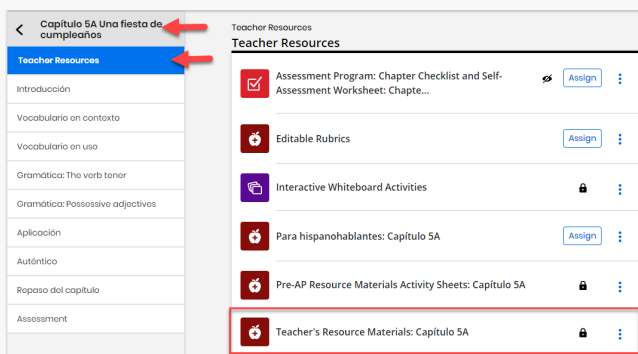 Capítulo 5A Una fiesta de
cumpleaños
Teacher Resources
Introducción
Vocabulario en contexto
Vocabulario en uso
Gramática: The verb tener
Gramática: Possessive adjectives
Aplicación
Auténtico
Repaso del capítulo
Assessment
Teacher Resources
Teacher Resources
Assessment Program: Chapter Checklist and Self-
Assessment Worksheet: Chapte...
Assign
Editable Rubrics
Assign
Interactive Whiteboard Activities
Para hispanohablantes: Capítulo 5A
Assign
Pre-AP Resource Materials Activity Sheets: Capítulo 5A
Teacher's Resource Materials: Capítulo 5A